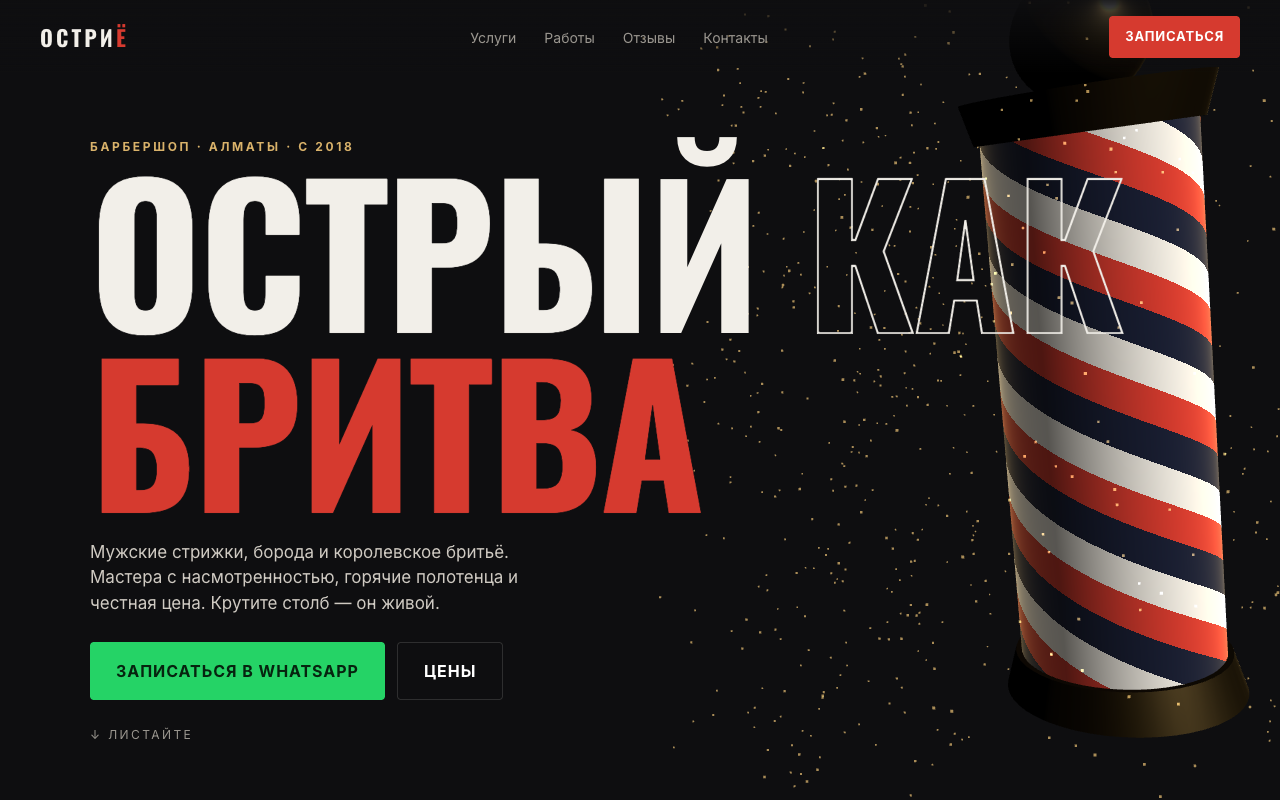 ОСТРИЁ
Услуги Работы Отзывы Контакты
ЗАПИСАТЬСЯ
БАРБЕРШОП · АЛМАТЫ · С 2018
ОСТРЫЙ КАК
БРИТВА
Мужские стрижки, борода и королевское бритьё.
Мастера с насмотренностью, горячие полотенца и
честная цена. Крутите столб — он живой.
ЗАПИСАТЬСЯ В WHATSAPP
ЦЕНЫ
↓ ЛИСТАЙТЕ